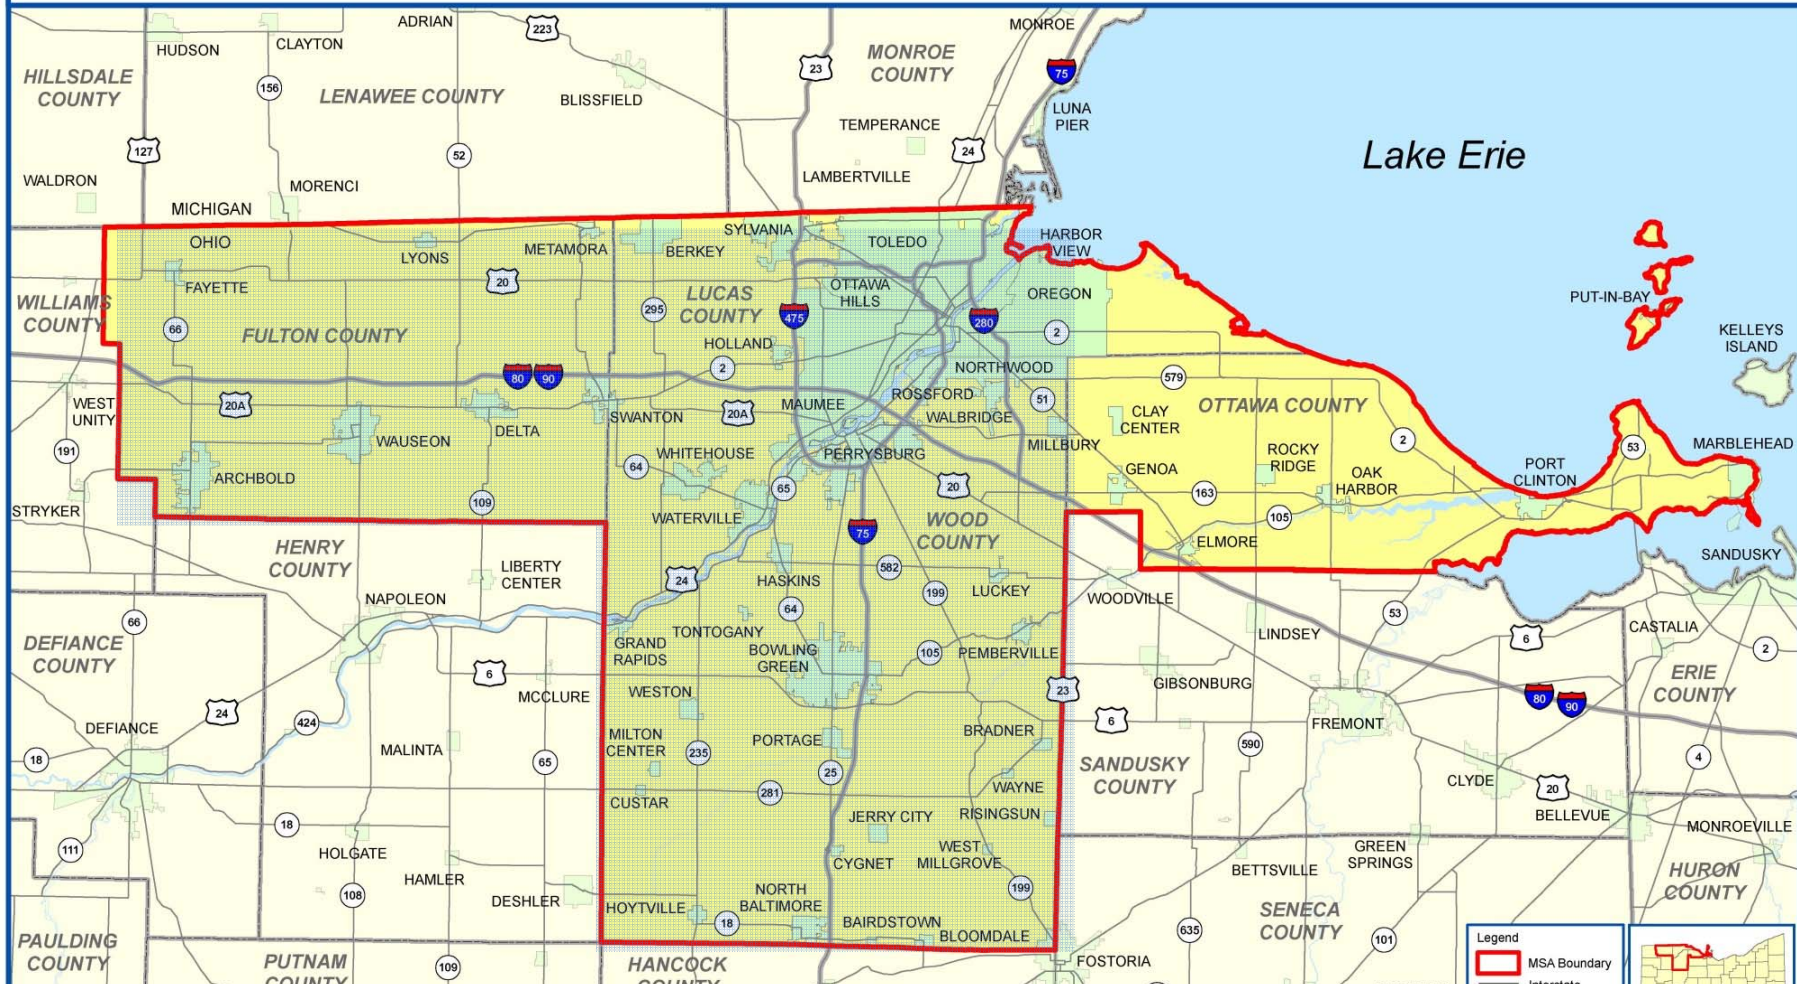 ADRIAN
HUDSON
CLAYTON
223
MONROE
HILLSDALE
COUNTY
156
LENAWEE COUNTY
BLISSFIELD
23
MONROE
COUNTY
75
LUNA
PIER
TEMPERANCE
127
52
24
Lake Erie
WALDRON
MORENCI
LAMBERTVILLE
MICHIGAN
OHIO
LYONS
METAMORA
BERKEY
SYLVANIA
TOLEDO
HARBOR
VIEW
FAYETTE
20
WILLIAMS
COUNTY
66
FULTON COUNTY
295
LUCAS
COUNTY
475
OTTAWA
HILLS
OREGON
280
2
PUT-IN-BAY
KELLEYS
ISLAND
HOLLAND
2
80
90
NORTHWOOD
579
WEST
UNITY
20A
SWANTON
20A
MAUMEE
ROSSFORD
WALBRIDGE
51
CLAY
CENTER
OTTAWA COUNTY
2
53
MARBLEHEAD
191
WAUSEON
DELTA
WHITEHOUSE
PERRYSBURG
MILLBURY
GENOA
ROCKY
RIDGE
OAK
HARBOR
PORT
CLINTON
ARCHBOLD
64
65
20
163
109
105
STRYKER
WATERVILLE
75
WOOD
COUNTY
ELMORE
SANDUSKY
HENRY
COUNTY
LIBERTY
CENTER
24
HASKINS
582
LUCKEY
199
WOODVILLE
NAPOLEON
64
53
66
LINDSEY
6
CASTALIA
2
DEFIANCE
COUNTY
GRAND
RAPIDS
TONTOGANY
BOWLING
GREEN
105
PEMBERVILLE
6
MCCLURE
WESTON
23
GIBSONBURG
80
90
ERIE
COUNTY
24
424
DEFIANCE
MALINTA
MILTON
CENTER
235
PORTAGE
BRADNER
6
FREMONT
590
18
65
25
SANDUSKY
COUNTY
4
CUSTAR
281
WAYNE
CLYDE
20
18
JERRY CITY
RISINGSUN
BELLEVUE
MONROEVILLE
111
HOLGATE
CYGNET
WEST
MILLGROVE
BETTSVILLE
GREEN
SPRINGS
HAMLER
108
DESHLER
HOYTVILLE
NORTH
BALTIMORE
199
HURON
COUNTY
18
BAIRDSTOWN
BLOOMDALE
SENECA
COUNTY
635
101
PAULDING
COUNTY
PUTNAM
COUNTY
109
HANCOCK
COUNTY
FOSTORIA
Legend
MSA Boundary
Interstate